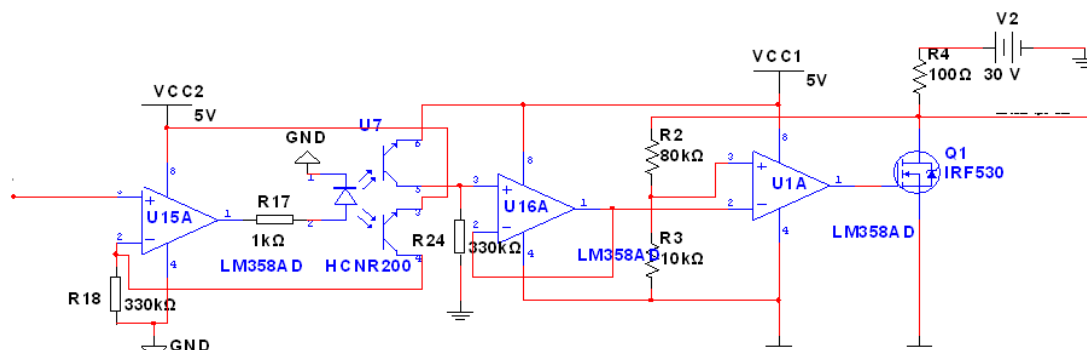 V2
R4
100Ω
30 V
VCC1
5V
VCC2
5V
U7
GND
6
R2
80kΩ
Q1
IRF530
8
8
8
1
5
3
3
3
U15A
1
R17
2
3
U16A
1
2
U1A
1
2
2
1kΩ
R24
330kΩ
4
LM358AD
HCNR200
4
4
4
LM358AD
R3
10kΩ
LM358AD
R18
330kΩ
GND